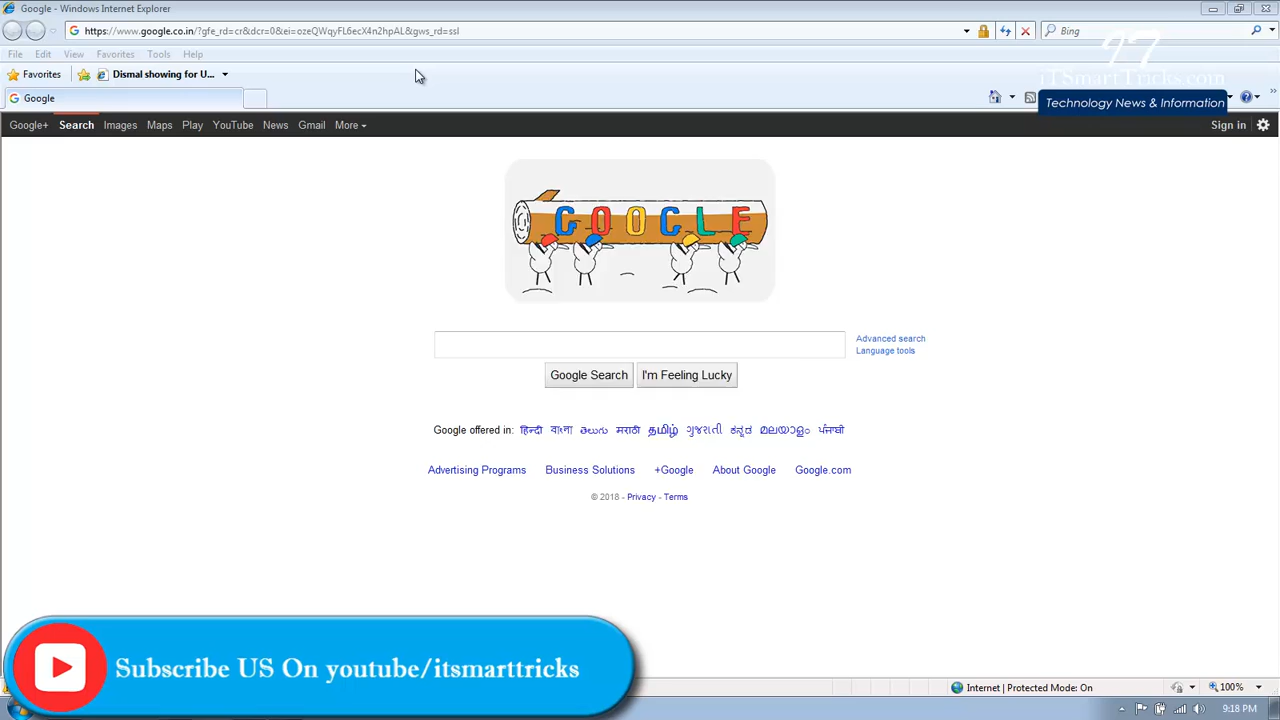 Google - Windows Internet Explorer
https://www.google.co.in/?gfe_rd=cr&dcr=0&ei=ozeQWqyFL6ecX4n2hpAL&gws_rd=ssl
Bing
File Edit View Favorites Tools Help
Favorites Dismal showing for U...
iTSmartTricks.com
Google
Technology News & Information
Google+ Search Images Maps Play YouTube News Gmail More Sign in
GOOGLE
Advanced search
Language tools
Google Search I'm Feeling Lucky
Google offered in: हिन्दी বাংলা తెలుగు मराठी தமிழ் ગુજરાતી ಕನ್ನಡ മലയാളം ਪੰਜਾਬੀ
Advertising Programs Business Solutions +Google About Google Google.com
© 2018 - Privacy - Terms
Subscribe US On youtube/itsmarttricks
Internet | Protected Mode: On 100%
9:18 PM